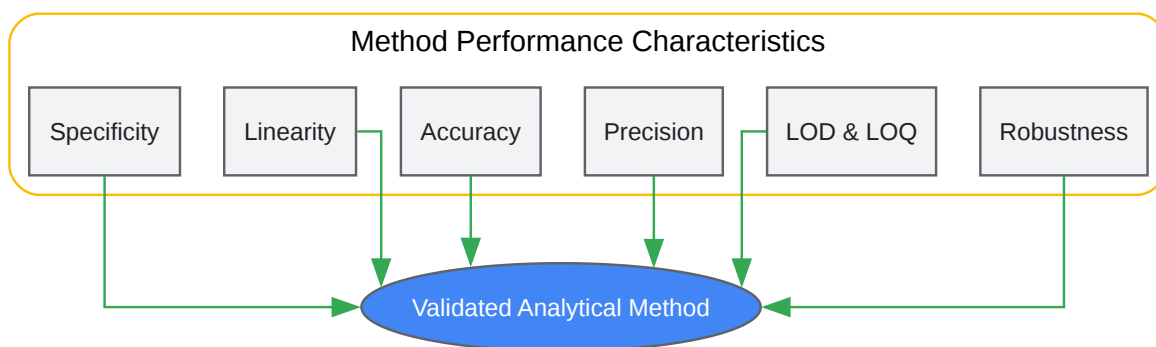 Method Performance Characteristics
Specificity
Linearity
Accuracy
Precision
LOD & LOQ
Robustness
Validated Analytical Method